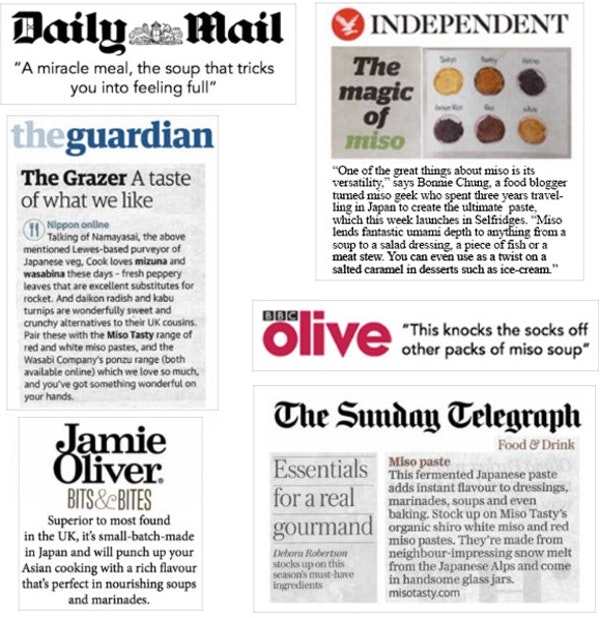 Daily Mail
"A miracle meal, the soup that tricks
you into feeling full"
INDEPENDENT
The
magic
of
miso
"One of the great things about miso is its
versatility," says Bonnie Chung, a food blogger
turned miso geek who spent three years travel-
ling in Japan to create the ultimate paste,
which this week launches in Selfridges. "Miso
lends fantastic umami depth to anything from a
soup to a salad dressing, a piece of fish or a
meat stew. You can even use as a twist on a
salted caramel in desserts such as ice-cream."
theguardian
The Grazer A taste
of what we like
Nippon online
Talking of Namayasai, the above
mentioned Lewes-based purveyor of
Japanese veg, Cook loves mizuna and
wasabina these days – fresh peppery
leaves that are excellent substitutes for
rocket. And daikon radish and kabu
turnips are wonderfully sweet and
crunchy alternatives to their UK cousins.
Pair these with the Miso Tasty range of
red and white miso pastes, and the
Wasabi Company's ponzu range (both
available online) which we love so much,
and you've got something wonderful on
your hands.
BBC
olive
"This knocks the socks off
other packs of miso soup"
The Sunday Telegraph
Food & Drink
Essentials
for a real
gourmand
Debora Robertson
stocks up on this
season's must-have
ingredients
Miso paste
This fermented Japanese paste
adds instant flavour to dressings,
marinades, soups and even
baking. Stock up on Miso Tasty's
organic shiro white miso and red
miso pastes. They're made from
neighbour-impressing snow melt
from the Japanese Alps and come
in handsome glass jars.
misotasty.com
Jamie
Oliver.
BITS & BITES
Superior to most found
in the UK, it's small-batch-made
in Japan and will punch up your
Asian cooking with a rich flavour
that's perfect in nourishing soups
and marinades.